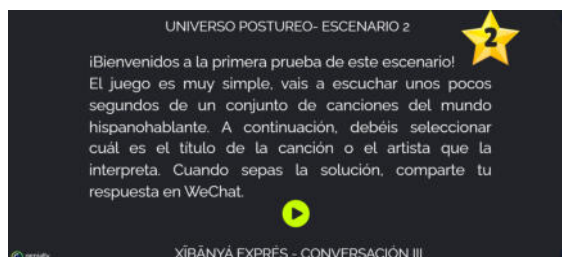 UNIVERSO POSTUREO- ESCENARIO 2
2
¡Bienvenidos a la primera prueba de este escenario!
El juego es muy simple, vais a escuchar unos pocos
segundos de un conjunto de canciones del mundo
hispanohablante. A continuación, debéis seleccionar
cuál es el título de la canción o el artista que la
interpreta. Cuando sepas la solución, comparte tu
respuesta en WeChat.
genially
XĪBĀNYÁ EXPRÉS - CONVERSACIÓN III